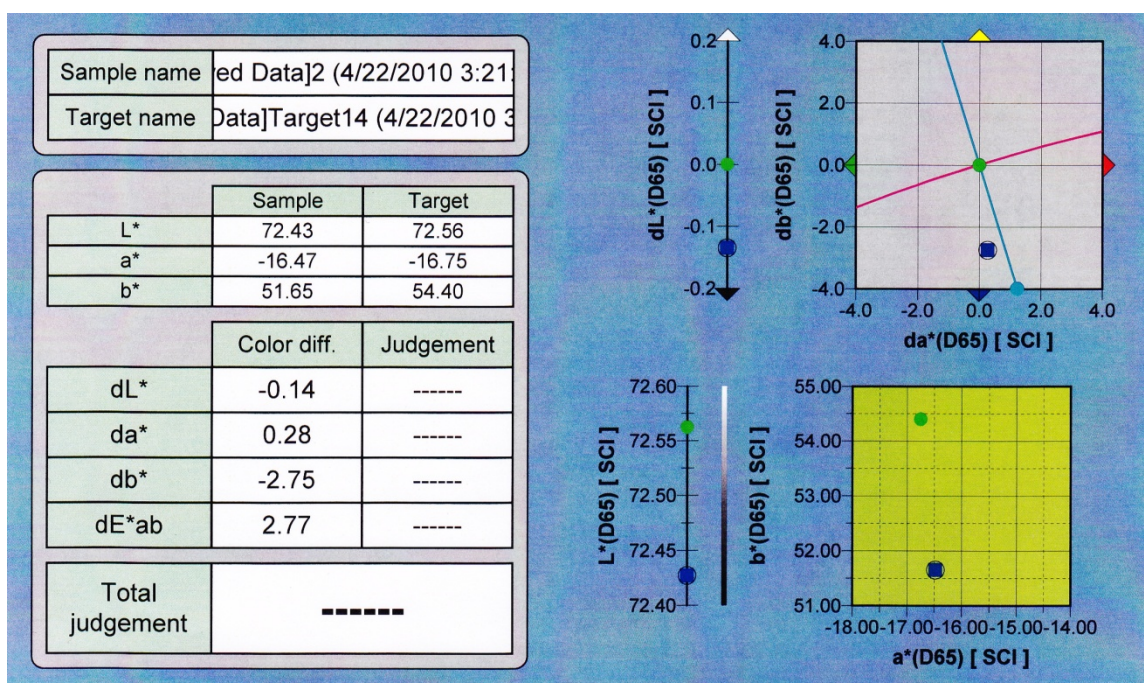 Sample name red Data]2 (4/22/2010 3:21:
Target name Data]Target14 (4/22/2010 3
Sample Target
L* 72.43 72.56
a* -16.47 -16.75
b* 51.65 54.40
Color diff. Judgement
dL* -0.14 ------
da* 0.28 ------
db* -2.75 ------
dE*ab 2.77 ------
Total
judgement ------
0.2
0.1
0.0
-0.1
-0.2
dL*(D65) [ SCI ]
4.0
2.0
0.0
-2.0
-4.0
db*(D65) [ SCI ]
-4.0 -2.0 0.0 2.0 4.0
da*(D65) [ SCI ]
72.60
72.55
72.50
72.45
72.40
L*(D65) [ SCI ]
55.00
54.00
53.00
52.00
51.00
b*(D65) [ SCI ]
-18.00-17.00-16.00-15.00-14.00
a*(D65) [ SCI ]